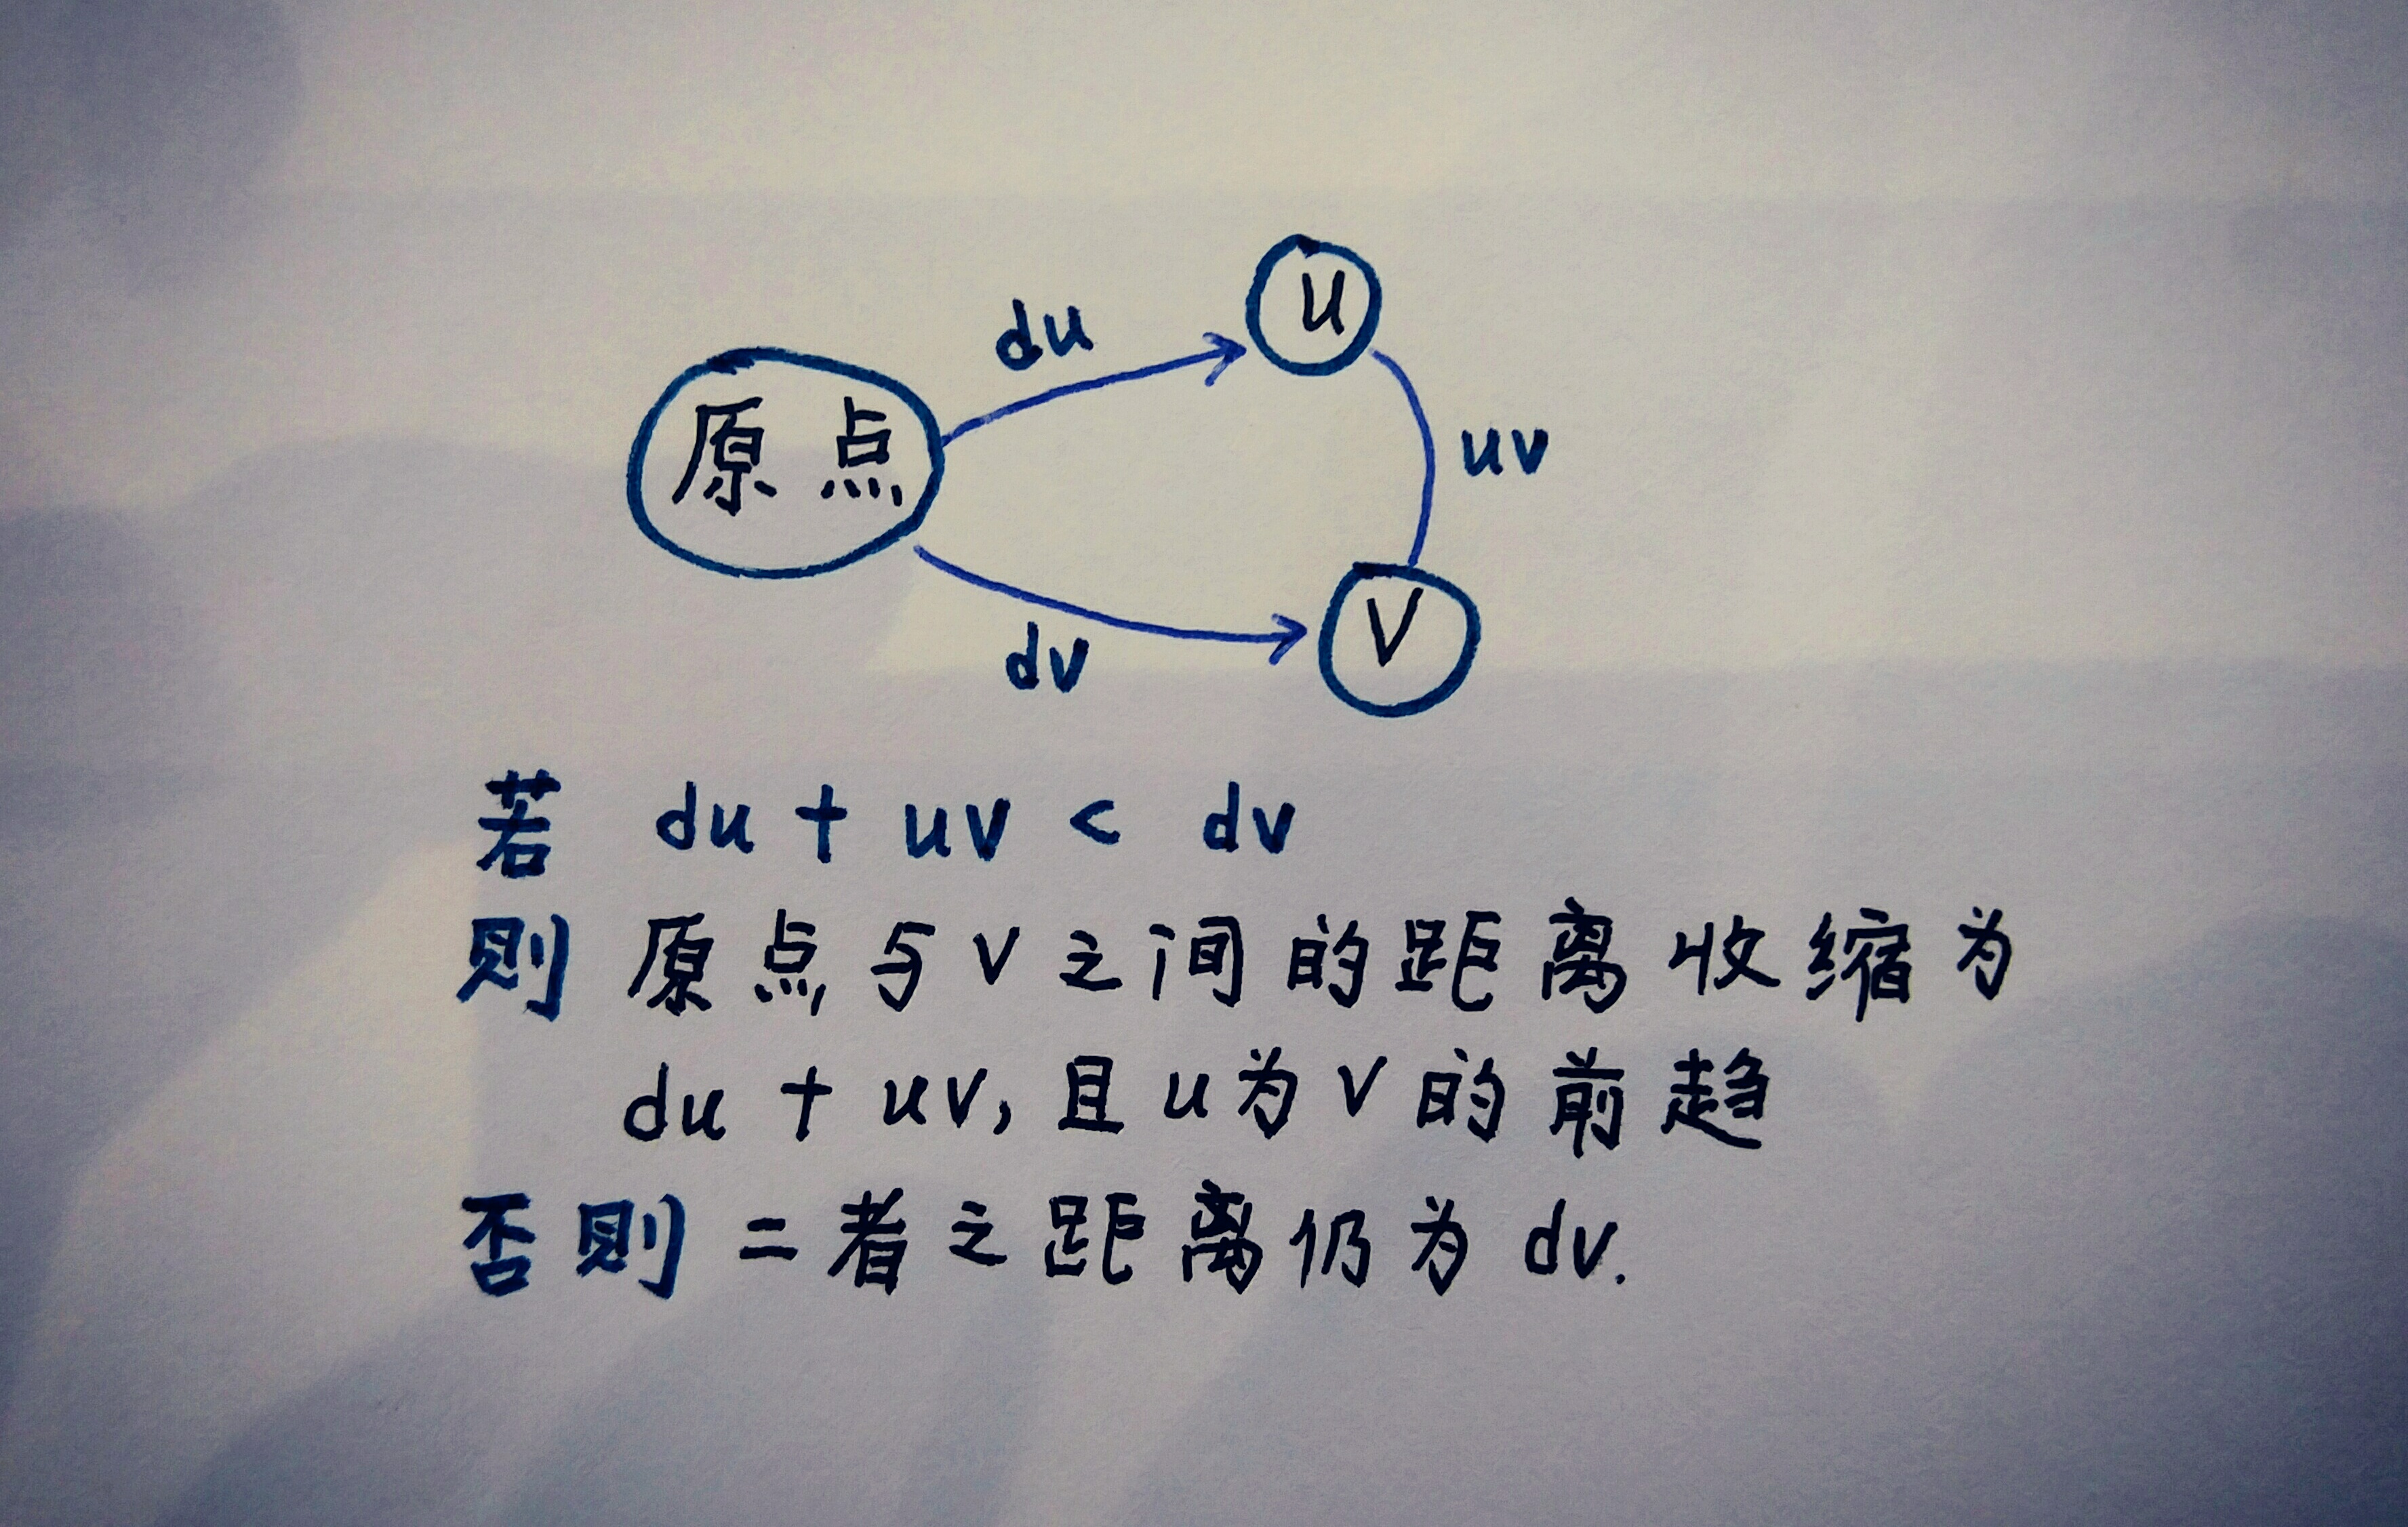 du
U
原点
uv
dv
V
若 du + uv < dv
则 原点与V之间的距离收缩为
du + uv, 且u为V的前趋
否则 二者之距离仍为 dv.